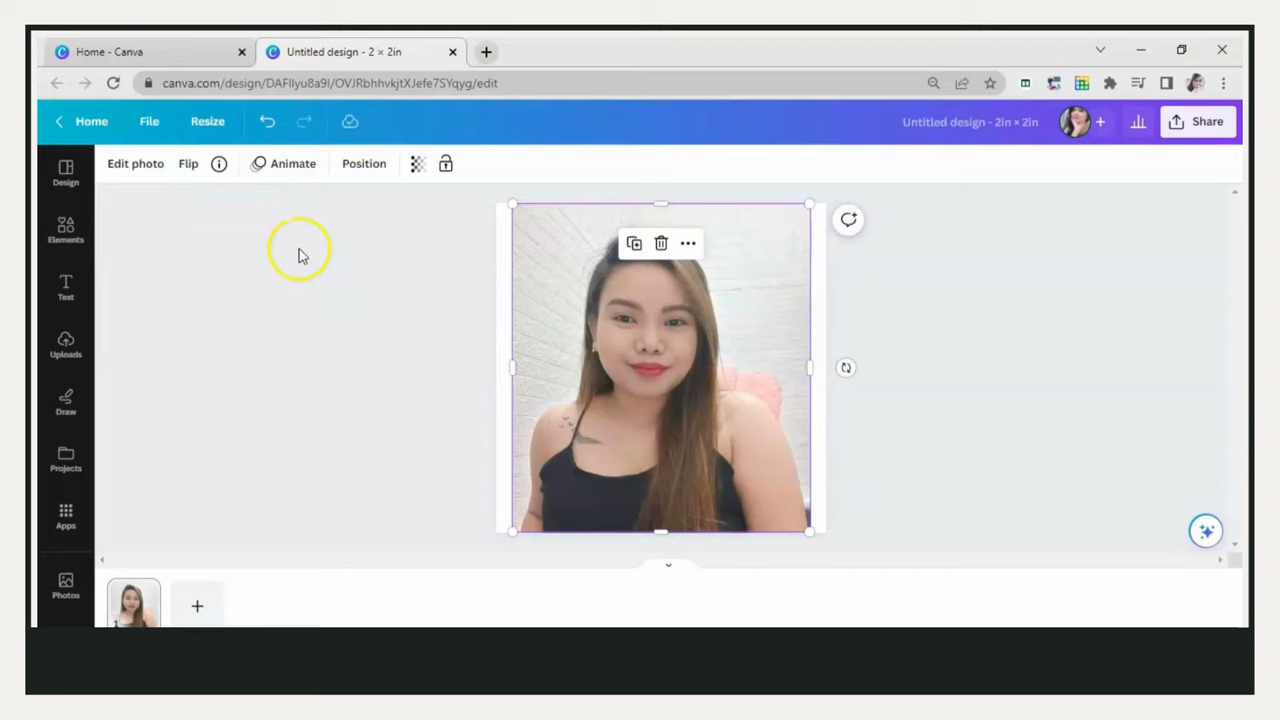 Home - Canva
Untitled design - 2 × 2in
canva.com/design/DAFIlyu8a9I/OVJRbhhvkjtXJefe7SYqyg/edit
Home
File
Resize
Untitled design - 2in × 2in
Share
Edit photo
Flip
Animate
Position
Design
Elements
Text
Uploads
Draw
Projects
Apps
Photos
1